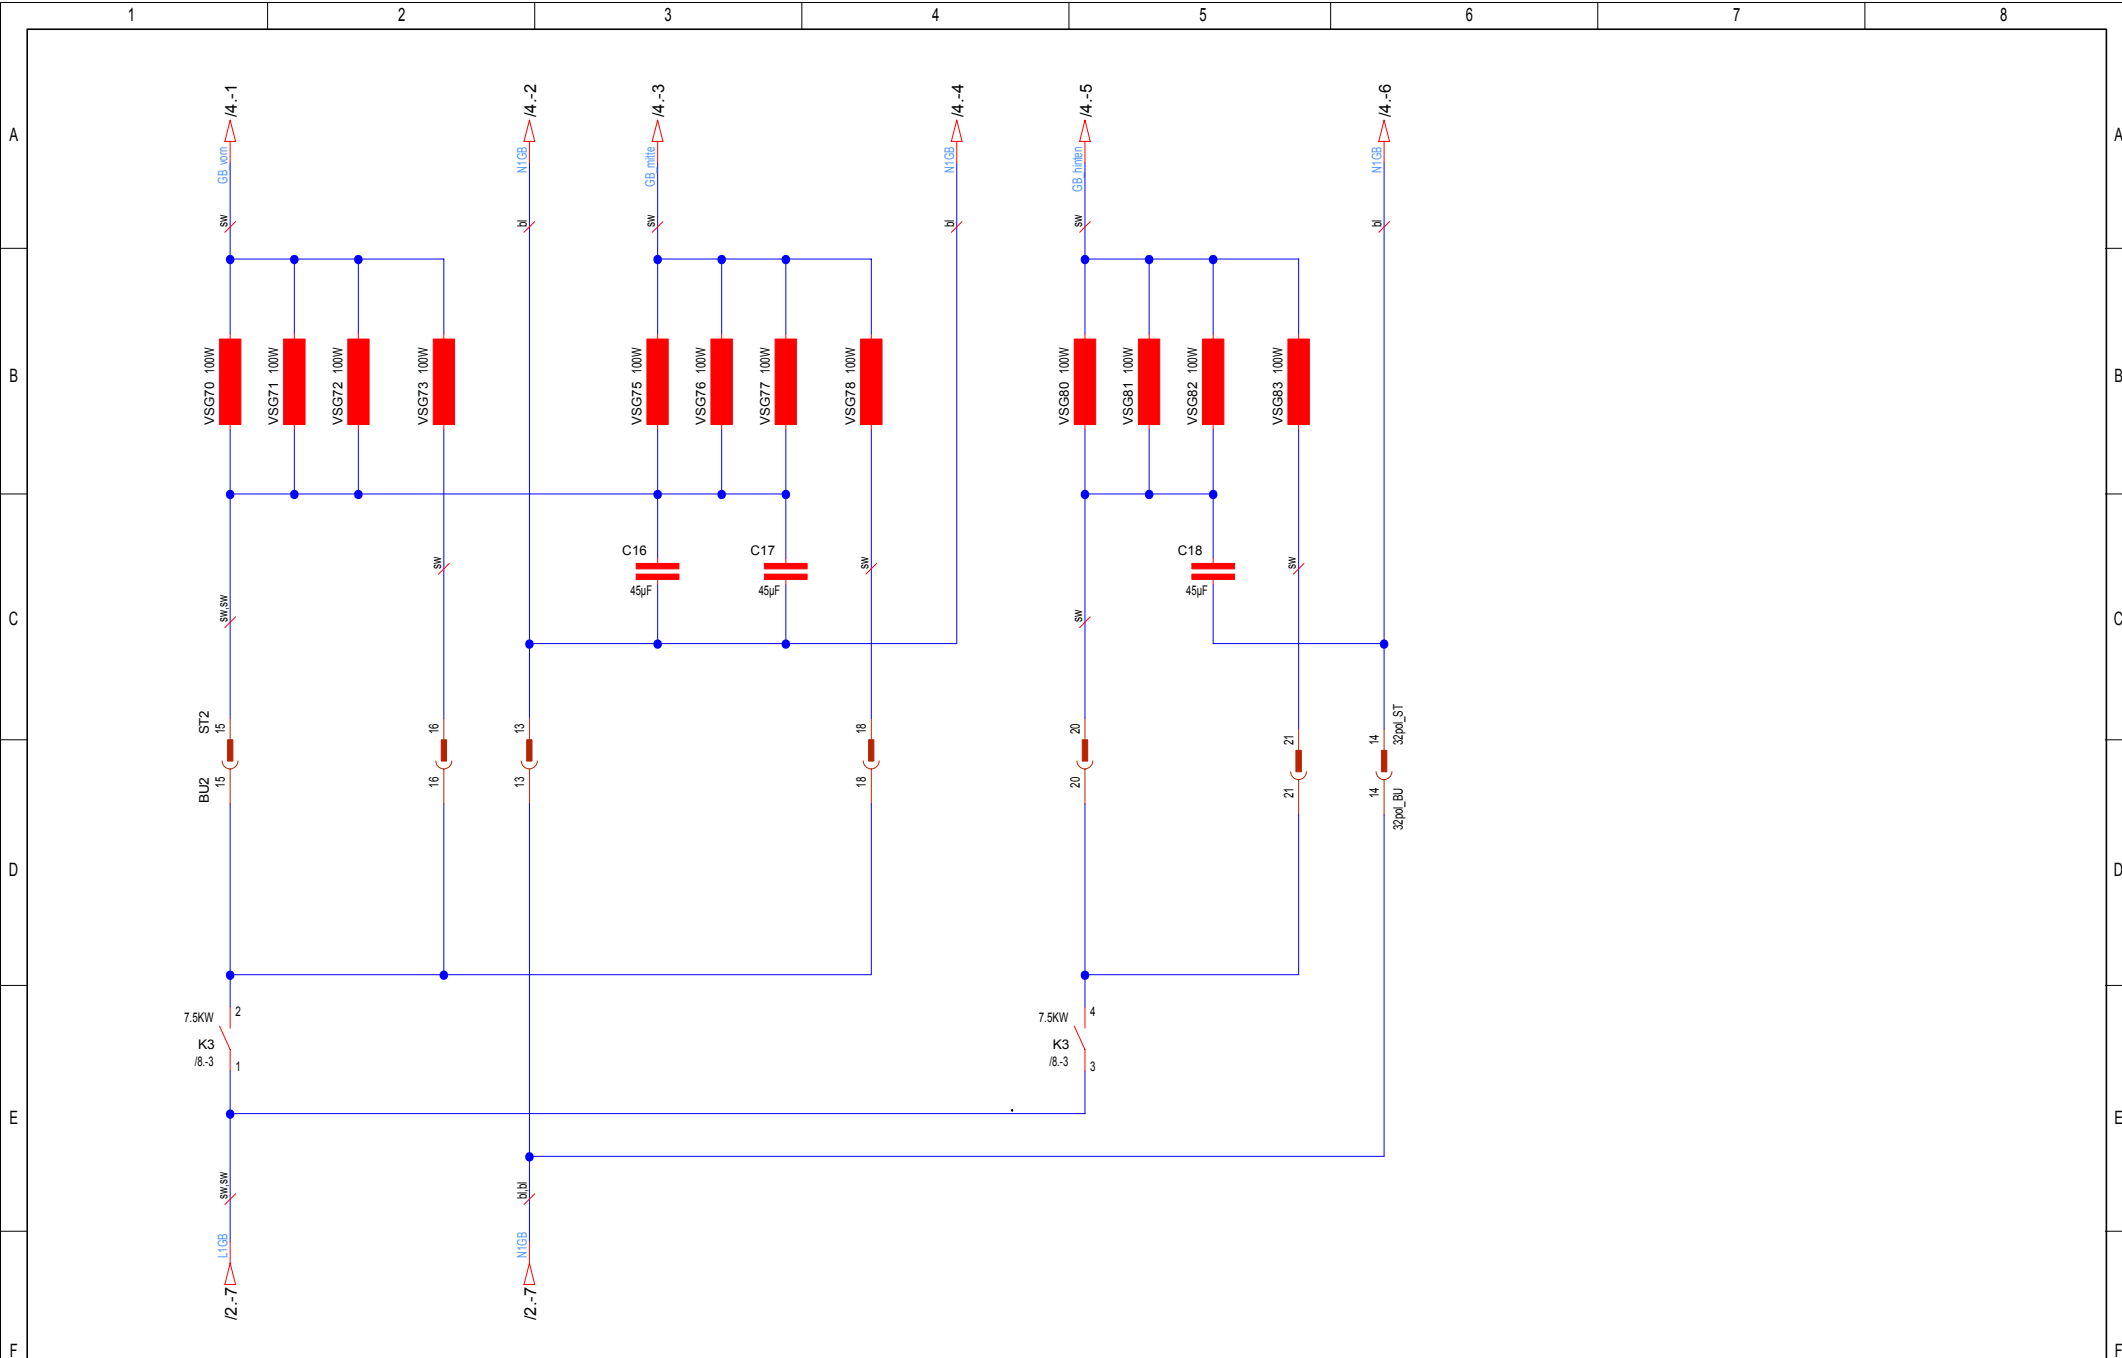 1 2 3 4 5 6 7 8
/4.-1 /4.-2 /4.-3 /4.-4 /4.-5 /4.-6
A A
GB vorn N1GB GB mitte N1GB GB hinten N1GB
sw bl sw bl sw bl
B B
VSG70 100W
VSG71 100W
VSG72 100W
VSG73 100W
VSG75 100W
VSG76 100W
VSG77 100W
VSG78 100W
VSG80 100W
VSG81 100W
VSG82 100W
VSG83 100W
C16 C17 C18
sw sw sw
45µF 45µF 45µF
C C
sw,sw sw
ST2 15 16 13 18 20 21 14 32pol_ST
BU2 15 16 13 18 20 21 14 32pol_BU
D D
7.5KW 2 7.5KW 4
K3 K3
/8.-3 1 /8.-3 3
E E
sw,sw bl,bl
L1GB N1GB
/2.-7 /2.-7
F F